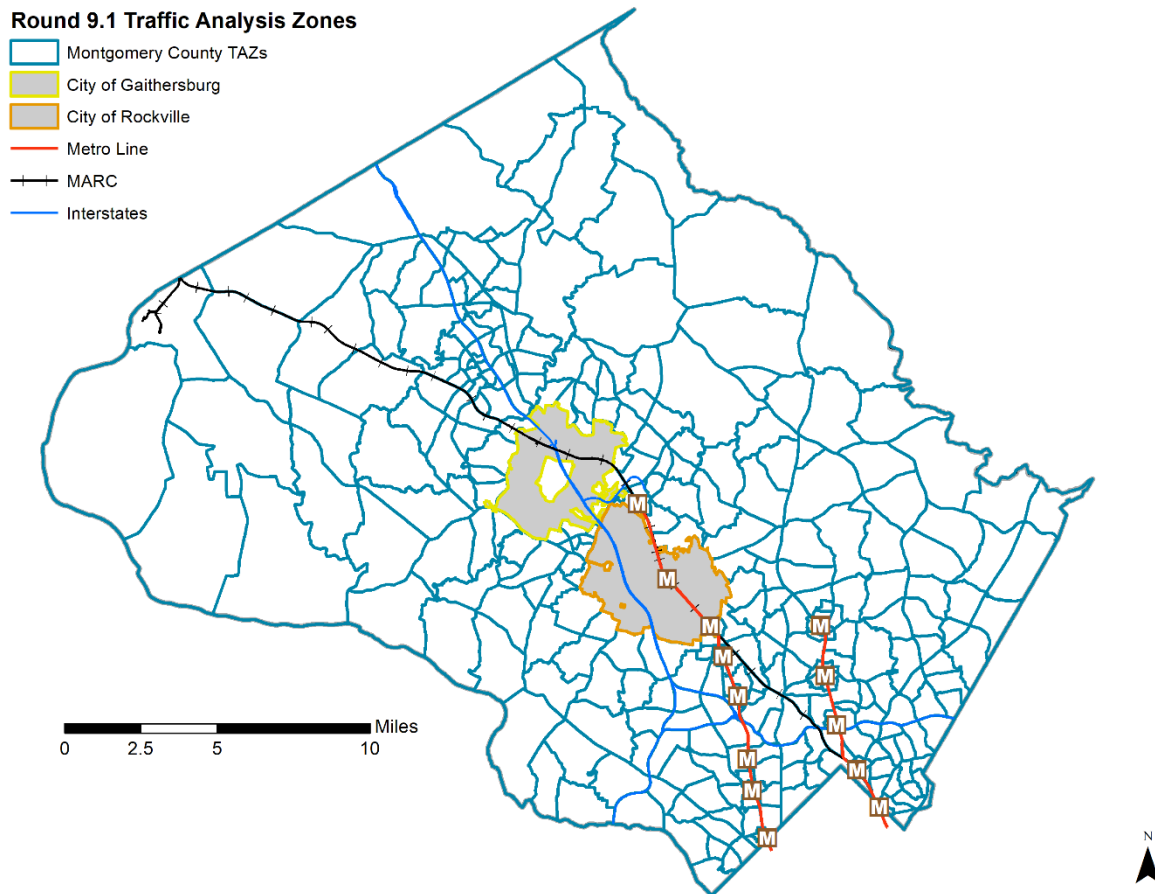 Round 9.1 Traffic Analysis Zones
Montgomery County TAZs
City of Gaithersburg
City of Rockville
Metro Line
MARC
Interstates
M
M
M
M
M
M
M
M
M
M
M
M
M
Miles
0 2.5 5 10
N